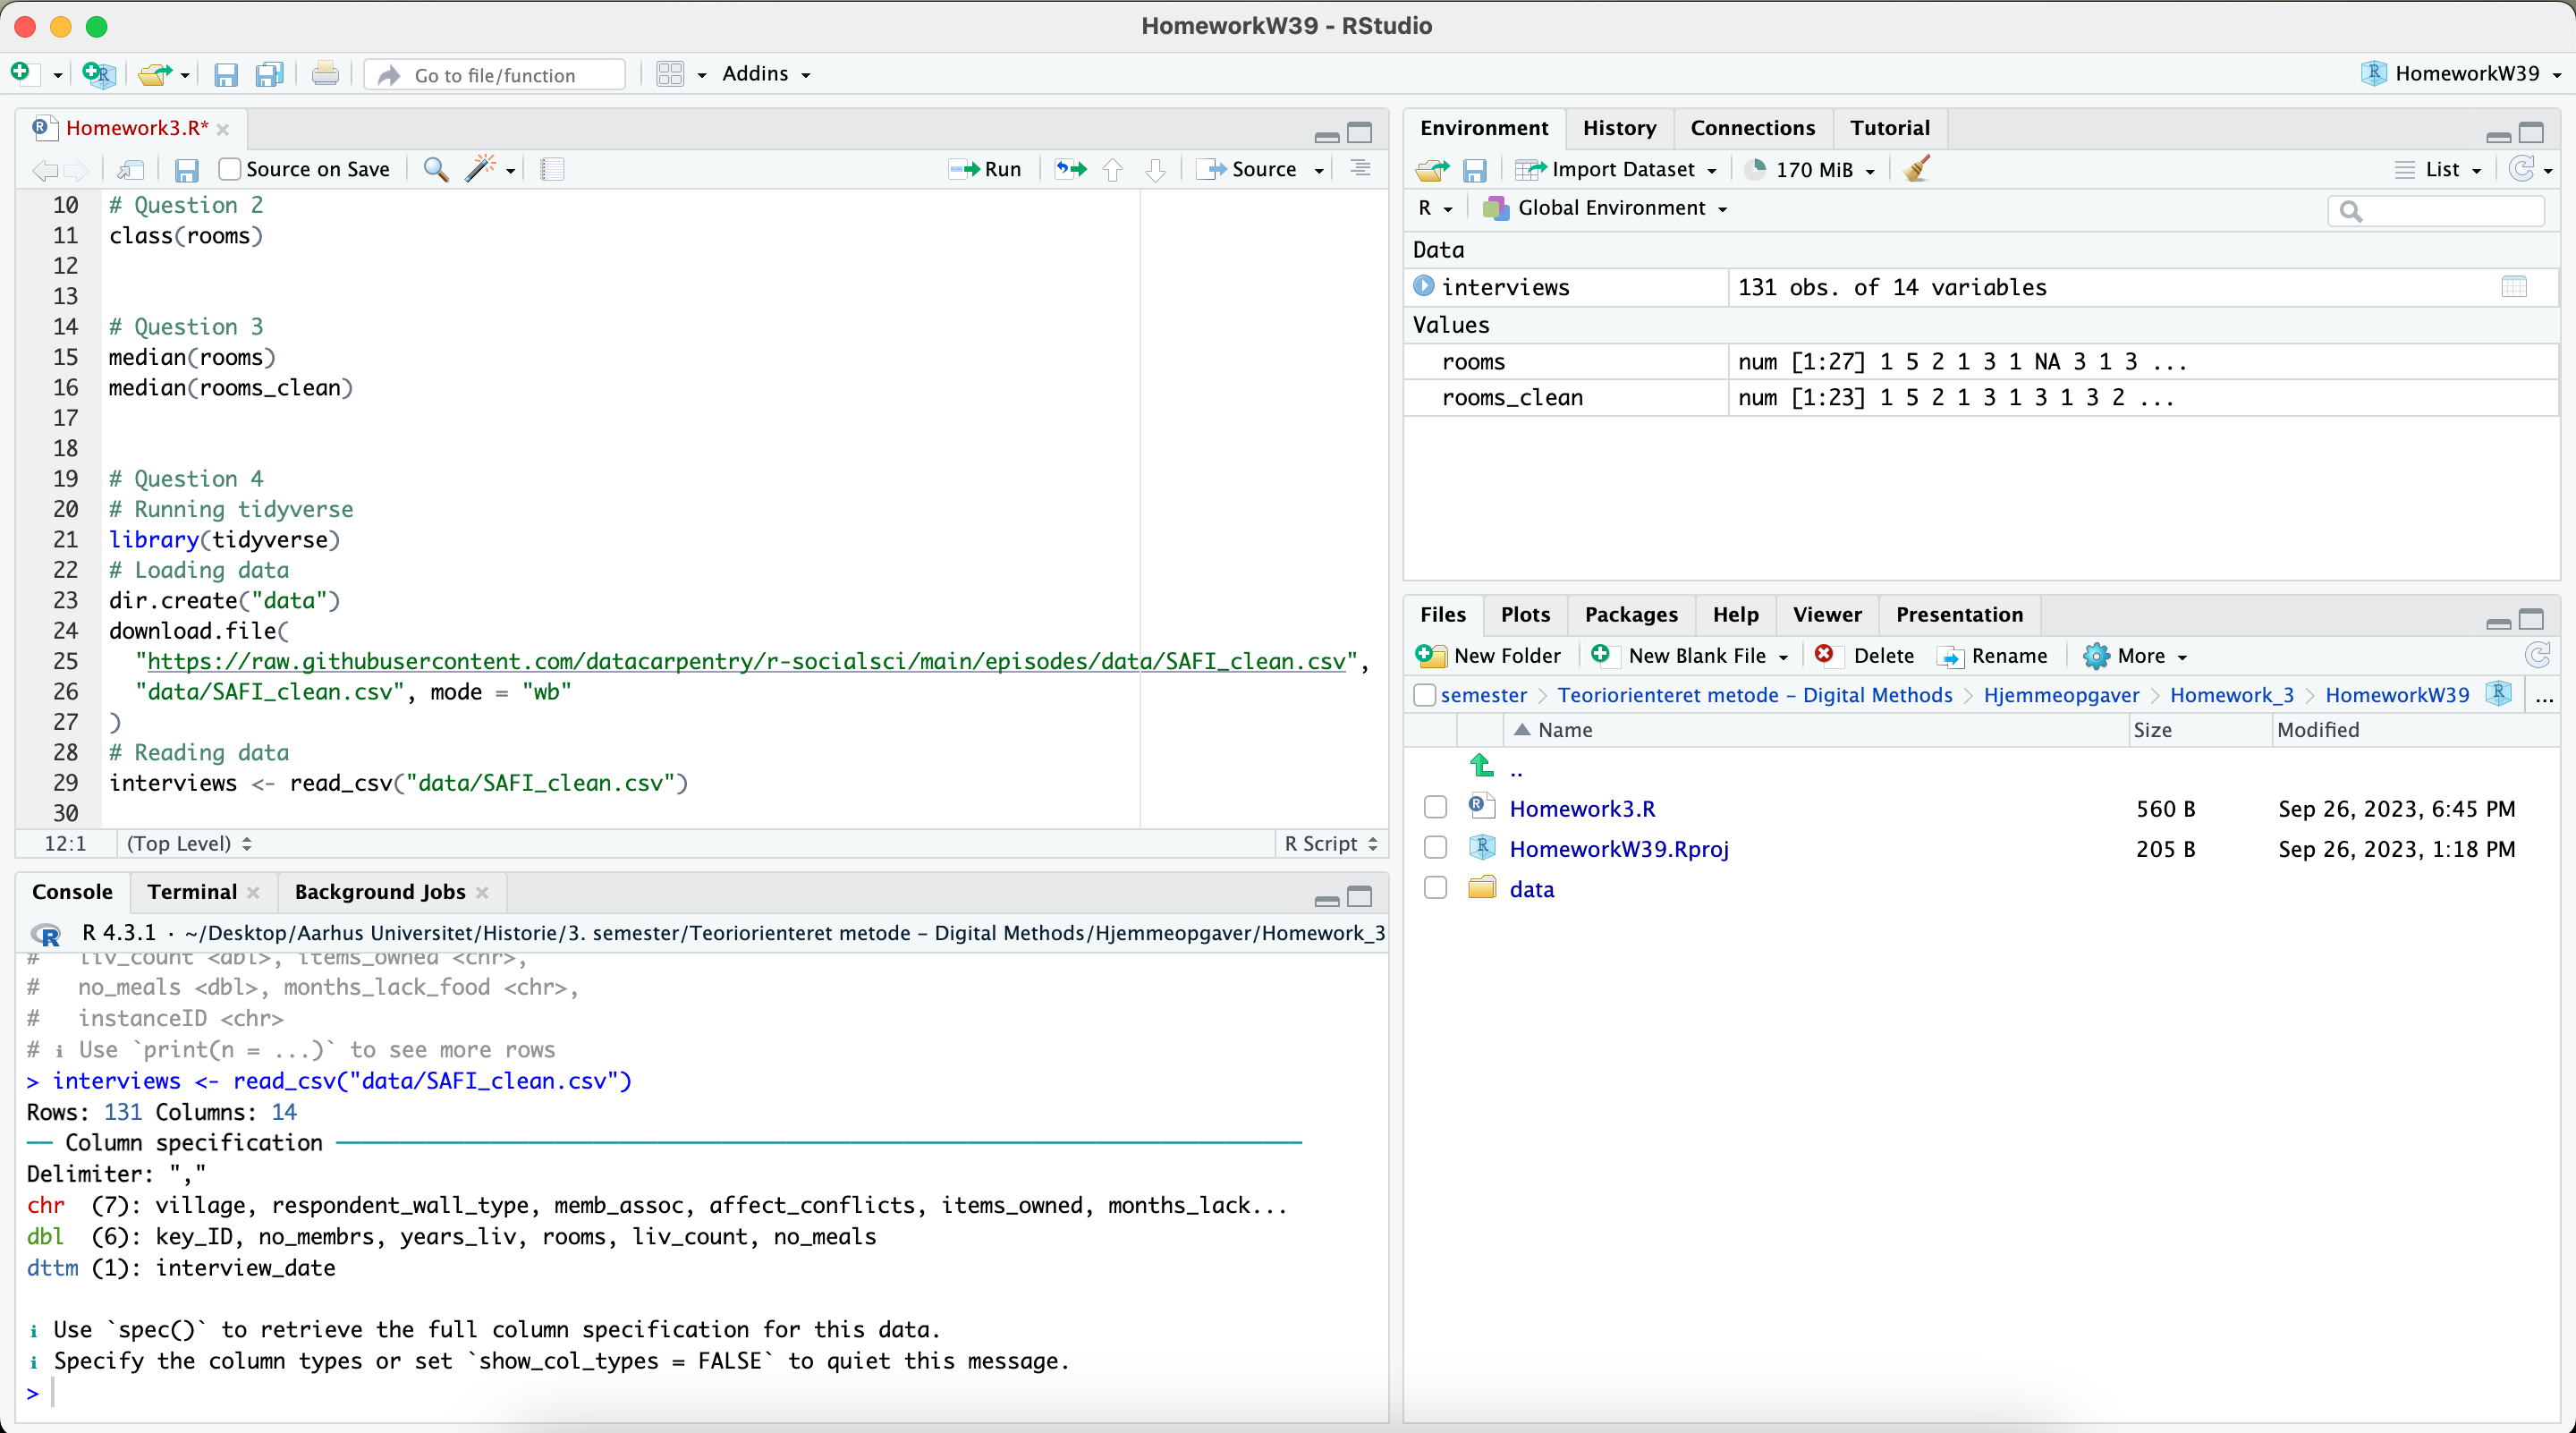 HomeworkW39 - RStudio
Go to file/function
Addins
HomeworkW39
Homework3.R*
Source on Save
Run
Source
10 # Question 2
11 class(rooms)
12
13
14 # Question 3
15 median(rooms)
16 median(rooms_clean)
17
18
19 # Question 4
20 # Running tidyverse
21 library(tidyverse)
22 # Loading data
23 dir.create("data")
24 download.file(
25 "https://raw.githubusercontent.com/datacarpentry/r-socialsci/main/episodes/data/SAFI_clean.csv",
26 "data/SAFI_clean.csv", mode = "wb"
27 )
28 # Reading data
29 interviews <- read_csv("data/SAFI_clean.csv")
30
12:1 (Top Level) R Script
Console Terminal Background Jobs
R 4.3.1 · ~/Desktop/Aarhus Universitet/Historie/3. semester/Teoriorienteret metode – Digital Methods/Hjemmeopgaver/Homework_3
# liv_count <dbl>, items_owned <chr>,
# no_meals <dbl>, months_lack_food <chr>,
# instanceID <chr>
# ℹ Use `print(n = ...)` to see more rows
> interviews <- read_csv("data/SAFI_clean.csv")
Rows: 131 Columns: 14
── Column specification ──────────────────────────
Delimiter: ","
chr (7): village, respondent_wall_type, memb_assoc, affect_conflicts, items_owned, months_lack...
dbl (6): key_ID, no_membrs, years_liv, rooms, liv_count, no_meals
dttm (1): interview_date
ℹ Use `spec()` to retrieve the full column specification for this data.
ℹ Specify the column types or set `show_col_types = FALSE` to quiet this message.
>
Environment History Connections Tutorial
Import Dataset 170 MiB List
R Global Environment
Data
interviews 131 obs. of 14 variables
Values
rooms num [1:27] 1 5 2 1 3 1 NA 3 1 3 ...
rooms_clean num [1:23] 1 5 2 1 3 1 3 1 3 2 ...
Files Plots Packages Help Viewer Presentation
New Folder New Blank File Delete Rename More
semester Teoriorienteret metode – Digital Methods Hjemmeopgaver Homework_3 HomeworkW39 R ...
Name Size Modified
..
Homework3.R 560 B Sep 26, 2023, 6:45 PM
HomeworkW39.Rproj 205 B Sep 26, 2023, 1:18 PM
data